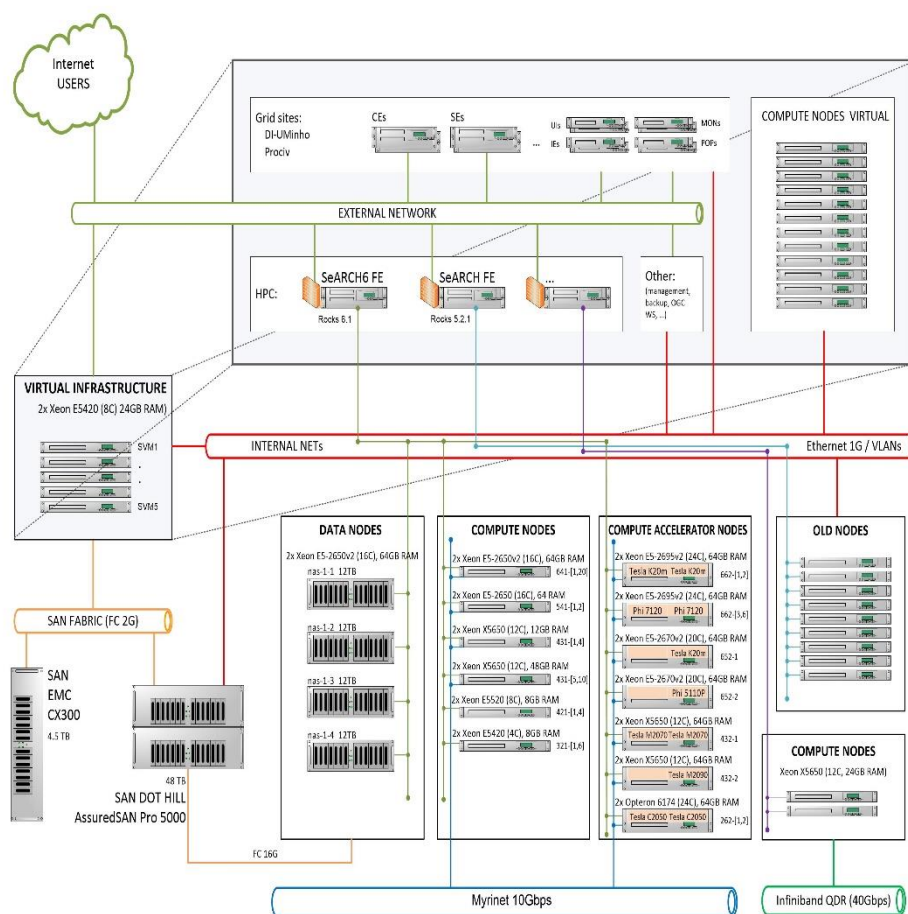 Internet
USERS
Grid sites:
DI-UMinho
Prociv
CEs
SEs
...
UIs
MONs
IEs
POPs
COMPUTE NODES VIRTUAL
EXTERNAL NETWORK
HPC:
SeARCH6 FE
Rocks 6.1
SeARCH FE
Rocks 5.2.1
...
Other:
(management,
backup, OGC
WS, ...)
VIRTUAL INFRASTRUCTURE
2x Xeon E5420 (8C) 24GB RAM)
SVM1
.
.
SVM5
INTERNAL NETs
Ethernet 1G / VLANs
DATA NODES
2x Xeon E5-2650v2 (16C), 64GB RAM
nas-1-1 12TB
nas-1-2 12TB
nas-1-3 12TB
nas-1-4 12TB
COMPUTE NODES
2x Xeon E5-2650v2 (16C), 64GB RAM
641-[1,20]
2x Xeon E5-2650 (16C), 64 RAM
541-[1,2]
2x Xeon X5650 (12C), 12GB RAM
431-[1,4]
2x Xeon X5650 (12C), 48GB RAM
431-[5,10]
2x Xeon E5520 (8C), 8GB RAM
421-[1,4]
2x Xeon E5420 (4C), 8GB RAM
321-[1,6]
COMPUTE ACCELERATOR NODES
2x Xeon E5-2695v2 (24C), 64GB RAM
Tesla K20m Tesla K20m
662-[1,2]
2x Xeon E5-2695v2 (24C), 64GB RAM
Phi 7120 Phi 7120
662-[3,6]
2x Xeon E5-2670v2 (20C), 64GB RAM
Tesla K20m
652-1
2x Xeon E5-2670v2 (20C), 64GB RAM
Phi 5110P
652-2
2x Xeon X5650 (12C), 64GB RAM
Tesla M2070 Tesla M2070
432-1
2x Xeon X5650 (12C), 64GB RAM
Tesla M2090
432-2
2x Opteron 6174 (24C), 64GB RAM
Tesla C2050 Tesla C2050
262-[1,2]
OLD NODES
COMPUTE NODES
Xeon X5650 (12C, 24GB RAM)
SAN FABRIC (FC 2G)
SAN
EMC
CX300
4.5 TB
48 TB
SAN DOT HILL
AssuredSAN Pro 5000
FC 16G
Myrinet 10Gbps
Infiniband QDR (40Gbps)